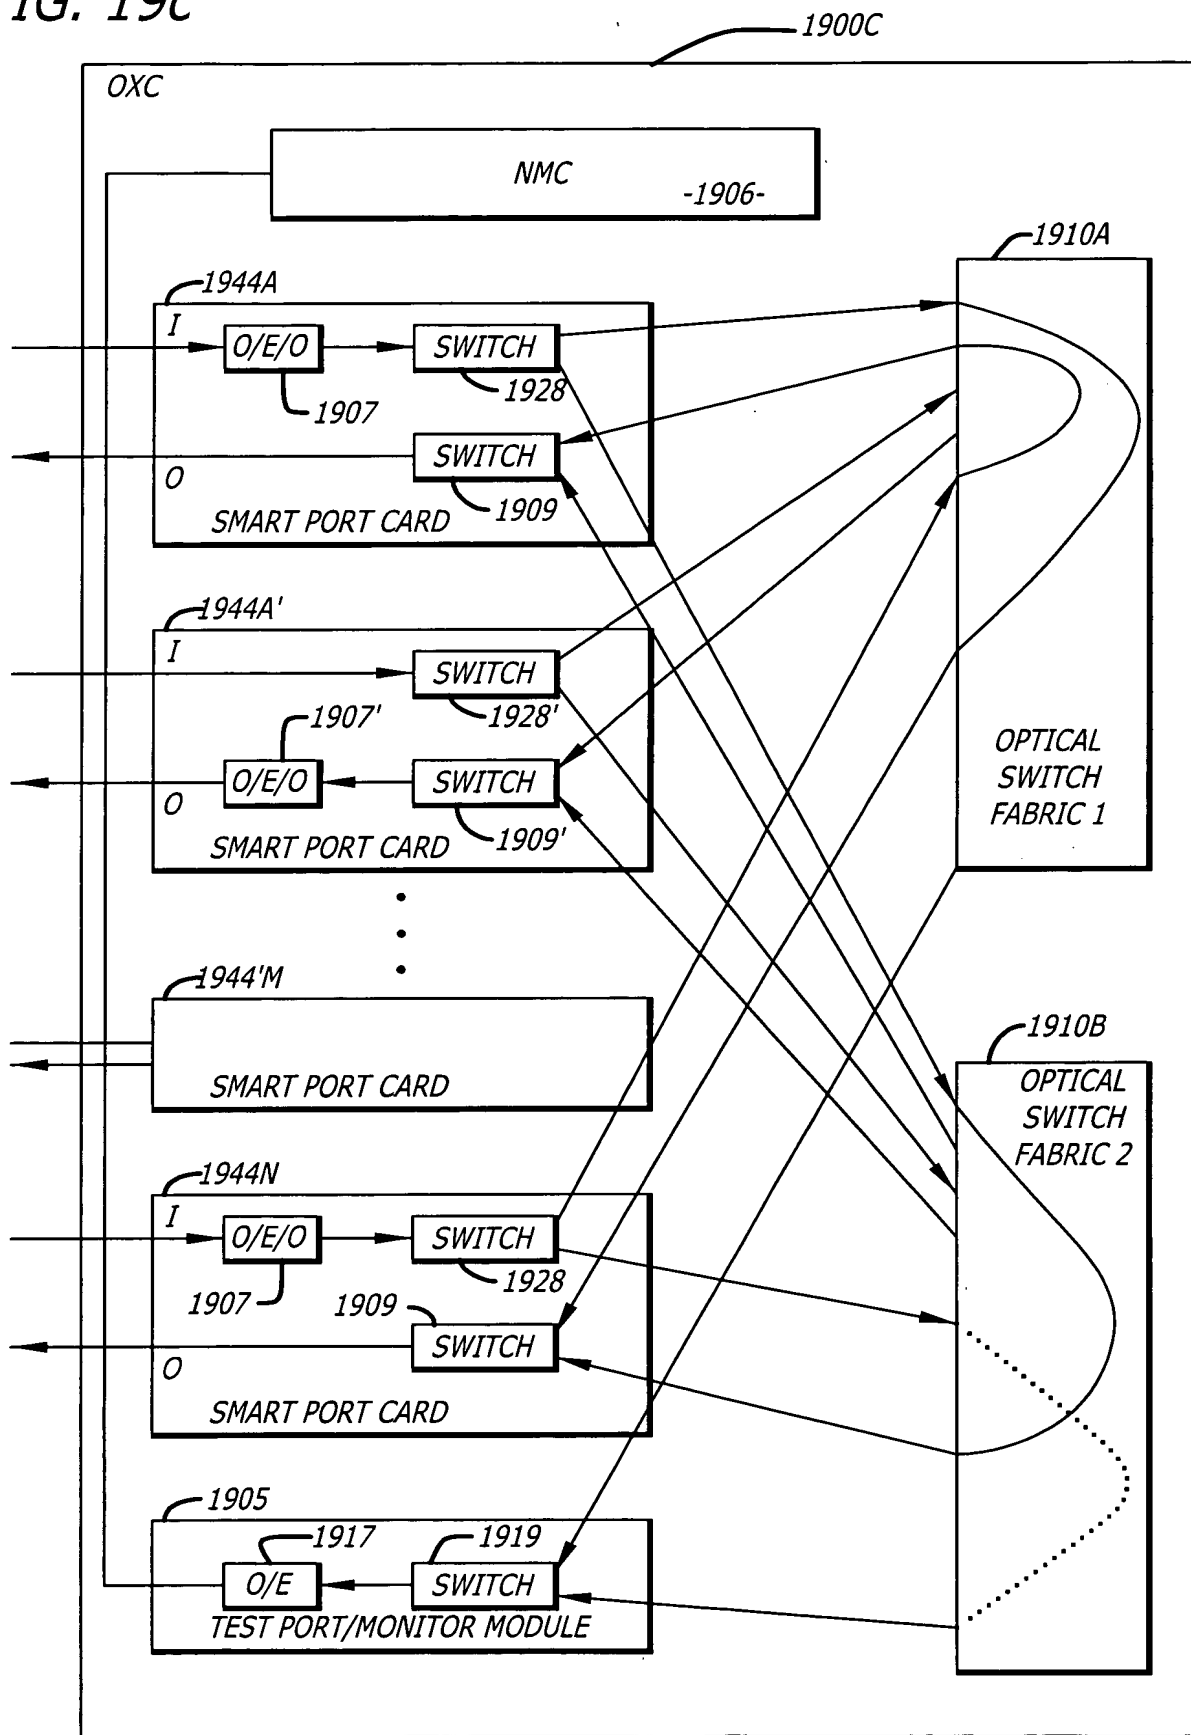 IG. 19c
1900C
OXC
NMC
-1906-
1910A
1944A
I
O/E/O
SWITCH
1928
1907
SWITCH
O
1909
SMART PORT CARD
1944A'
I
SWITCH
1907'
1928'
O/E/O
SWITCH
O
1909'
SMART PORT CARD
OPTICAL
SWITCH
FABRIC 1
1944'M
SMART PORT CARD
1910B
OPTICAL
SWITCH
FABRIC 2
1944N
I
O/E/O
SWITCH
1928
1907
1909
SWITCH
O
SMART PORT CARD
1905
1917
1919
O/E
SWITCH
TEST PORT/MONITOR MODULE